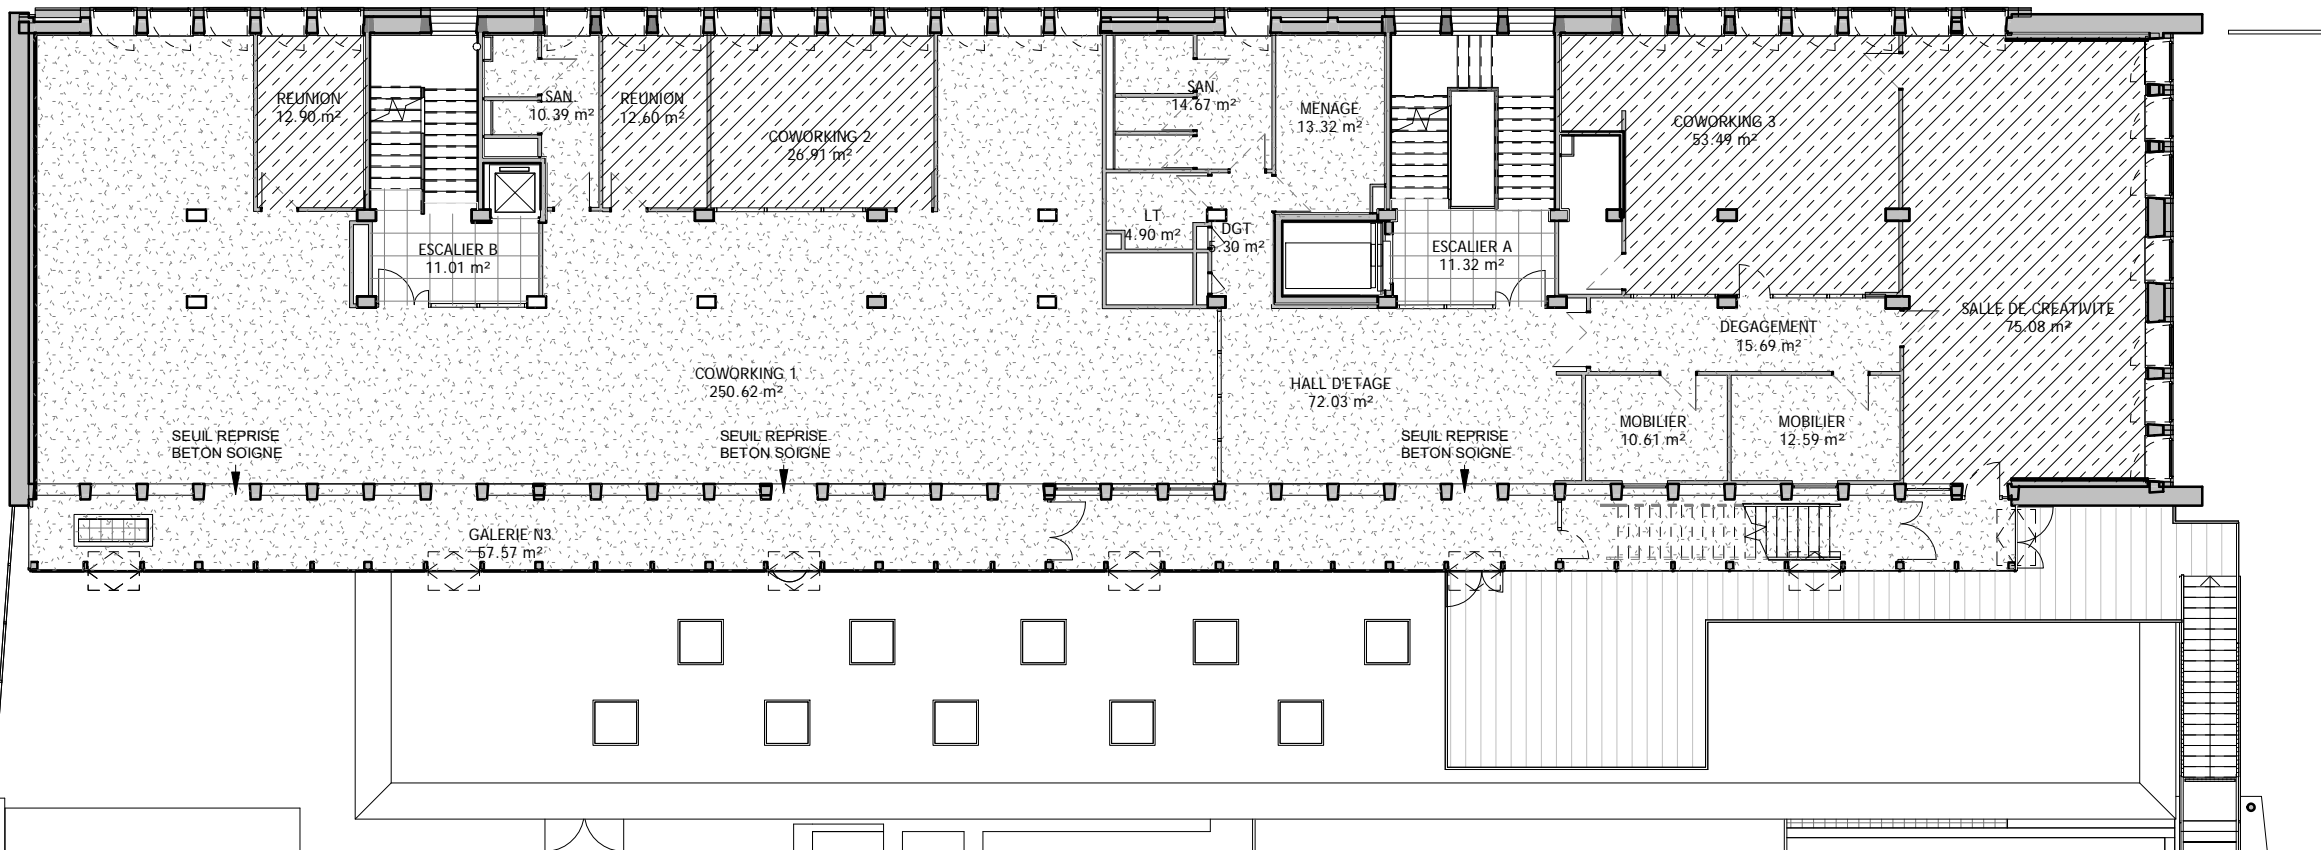 REUNION
12.90 m²
SAN.
10.39 m²
REUNION
12.60 m²
COWORKING 2
26.91 m²
SAN.
14.67 m²
MENAGE
13.32 m²
COWORKING 3
53.49 m²
ESCALIER B
11.01 m²
LT
4.90 m²
DGT
5.30 m²
ESCALIER A
11.32 m²
SALLE DE CREATIVITE
75.08 m²
DEGAGEMENT
15.69 m²
COWORKING 1
250.62 m²
HALL D'ETAGE
72.03 m²
MOBILIER
10.61 m²
MOBILIER
12.59 m²
SEUIL REPRISE
BETON SOIGNE
SEUIL REPRISE
BETON SOIGNE
SEUIL REPRISE
BETON SOIGNE
GALERIE N3
57.57 m²